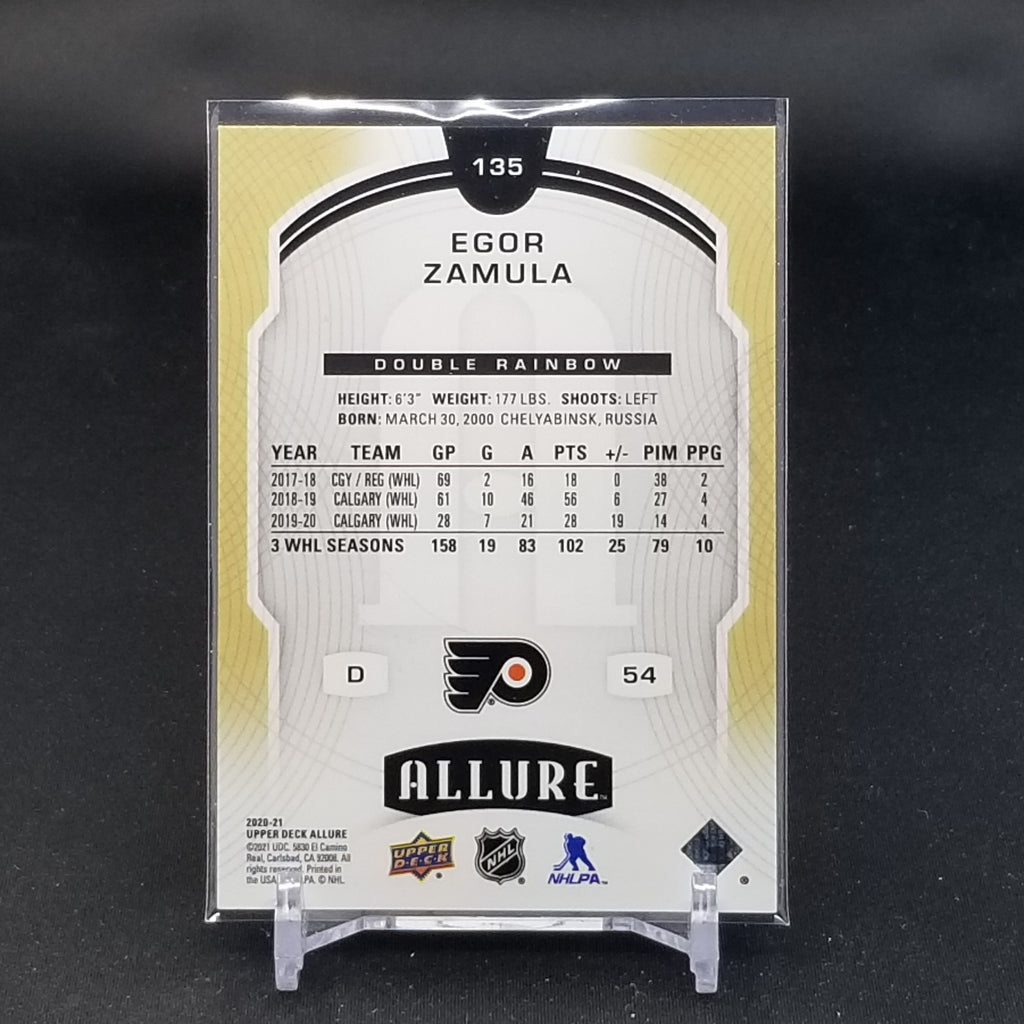 135
EGOR
ZAMULA
DOUBLE RAINBOW
HEIGHT: 6'3" WEIGHT: 177 LBS. SHOOTS: LEFT
BORN: MARCH 30, 2000 CHELYABINSK, RUSSIA
YEAR TEAM GP G A PTS +/- PIM PPG
2017-18 CGY / REG (WHL) 69 2 16 18 0 38 2
2018-19 CALGARY (WHL) 61 10 46 56 6 27 4
2019-20 CALGARY (WHL) 28 7 21 28 19 14 4
3 WHL SEASONS 158 19 83 102 25 79 10
D
54
ALLURE™
2020-21
UPPER DECK ALLURE
©2021 UDC. 5830 El Camino
Real, Carlsbad, CA 92008. All
rights reserved. Printed in
the USA. PA. © NHL
UPPER
DECK
®
NHL
®
NHLPA™
®